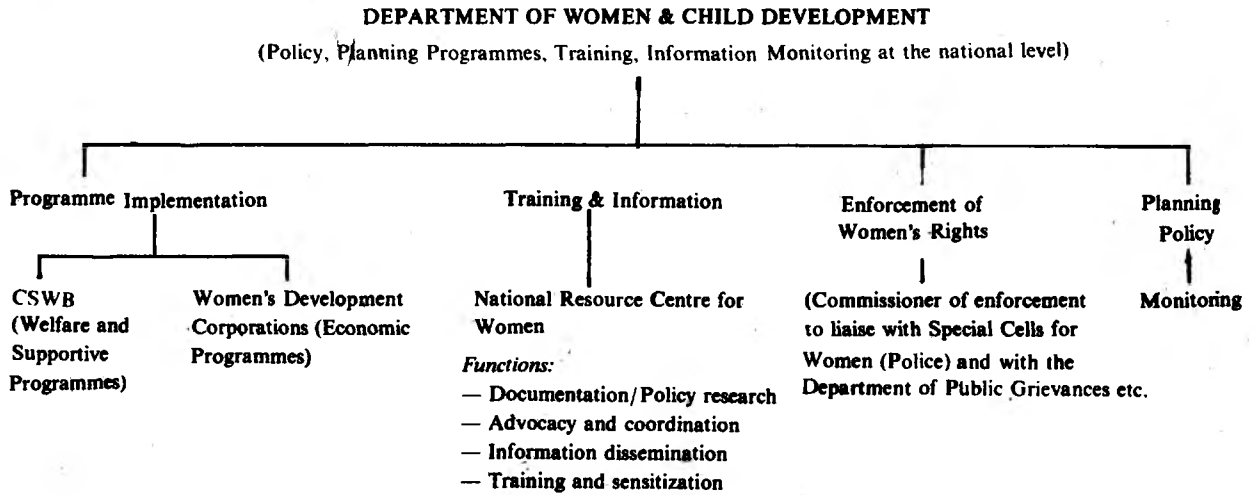 DEPARTMENT OF WOMEN & CHILD DEVELOPMENT
(Policy, Planning Programmes, Training, Information Monitoring at the national level)
Programme Implementation
CSWB
(Welfare and
Supportive
Programmes)
Women's Development
Corporations (Economic
Programmes)
Training & Information
National Resource Centre for
Women
Functions:
— Documentation/Policy research
— Advocacy and coordination
— Information dissemination
— Training and sensitization
Enforcement of
Women's Rights
(Commissioner of enforcement
to liaise with Special Cells for
Women (Police) and with the
Department of Public Grievances etc.
Planning
Policy
Monitoring